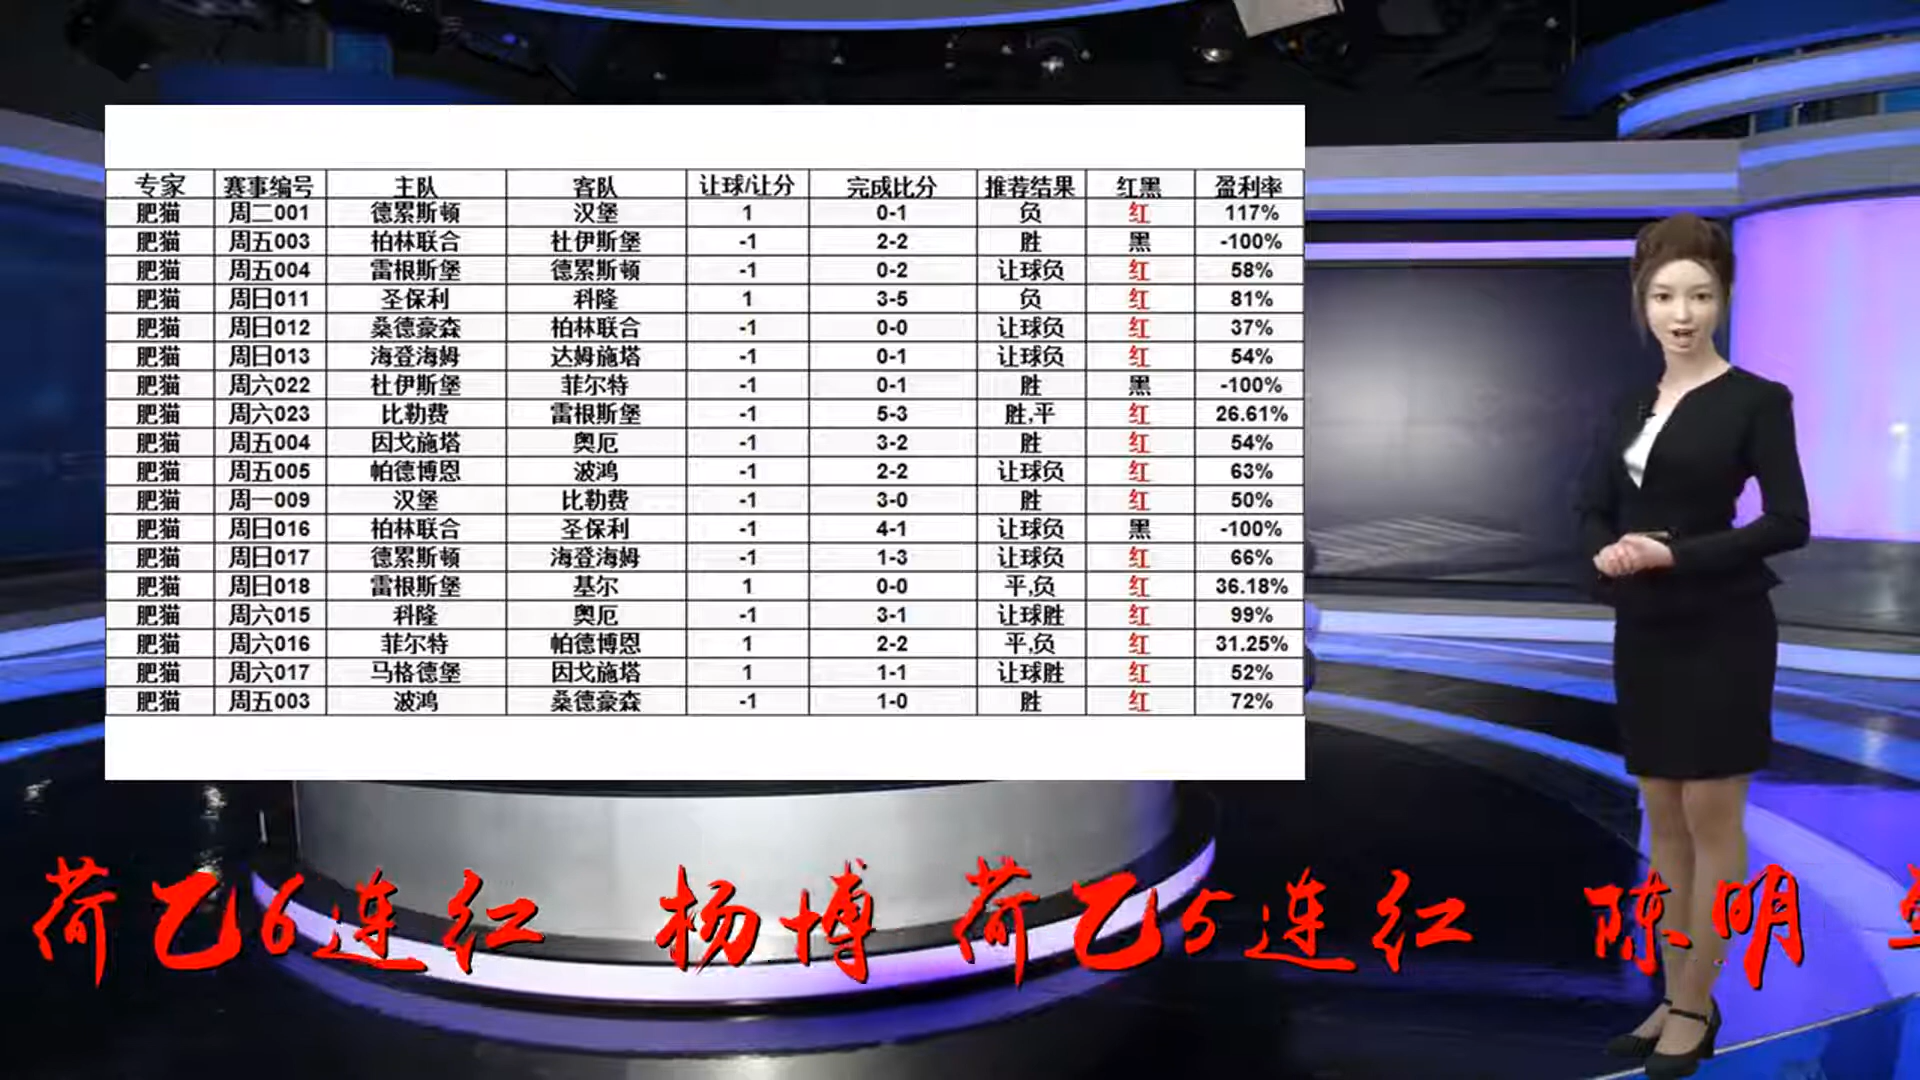 专家 赛事编号 主队 客队 让球/让分 完成比分 推荐结果 红黑 盈利率
肥猫 周二001 德累斯顿 汉堡 1 0-1 负 红 117%
肥猫 周五003 柏林联合 杜伊斯堡 -1 2-2 胜 黑 -100%
肥猫 周五004 雷根斯堡 德累斯顿 -1 0-2 让球负 红 58%
肥猫 周日011 圣保利 科隆 1 3-5 负 红 81%
肥猫 周日012 桑德豪森 柏林联合 -1 0-0 让球负 红 37%
肥猫 周日013 海登海姆 达姆施塔 -1 0-1 让球负 红 54%
肥猫 周六022 杜伊斯堡 菲尔特 -1 0-1 胜 黑 -100%
肥猫 周六023 比勒费 雷根斯堡 -1 5-3 胜,平 红 26.61%
肥猫 周五004 因戈施塔 奥厄 -1 3-2 胜 红 54%
肥猫 周五005 帕德博恩 波鸿 -1 2-2 让球负 红 63%
肥猫 周一009 汉堡 比勒费 -1 3-0 胜 红 50%
肥猫 周日016 柏林联合 圣保利 -1 4-1 让球负 黑 -100%
肥猫 周日017 德累斯顿 海登海姆 -1 1-3 让球负 红 66%
肥猫 周日018 雷根斯堡 基尔 1 0-0 平,负 红 36.18%
肥猫 周六015 科隆 奥厄 -1 3-1 让球胜 红 99%
肥猫 周六016 菲尔特 帕德博恩 1 2-2 平,负 红 31.25%
肥猫 周六017 马格德堡 因戈施塔 1 1-1 让球胜 红 52%
肥猫 周五003 波鸿 桑德豪森 -1 1-0 胜 红 72%
荷乙6连红 杨博 荷乙5连红 陈明